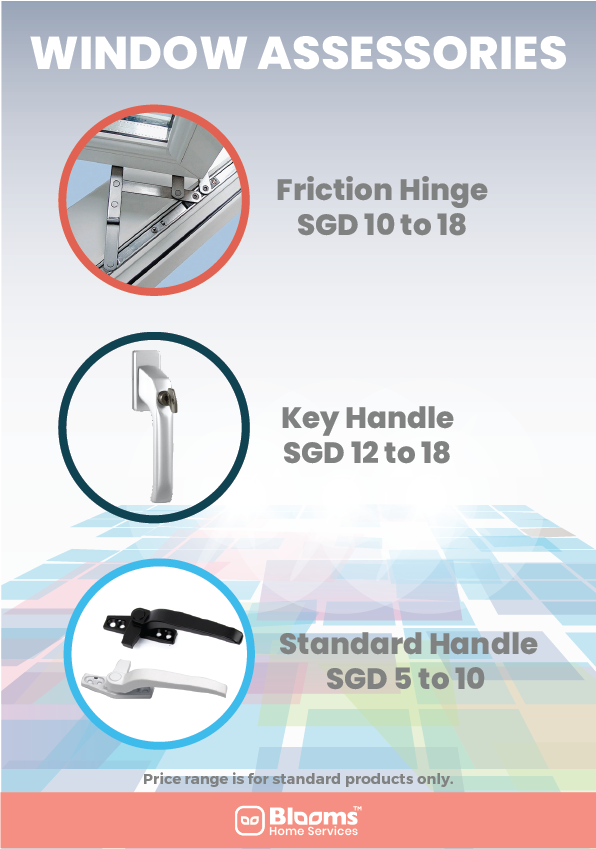 WINDOW ASSESSORIES
Friction Hinge
SGD 10 to 18
Key Handle
SGD 12 to 18
Standard Handle
SGD 5 to 10
Price range is for standard products only.
Blooms™
Home Services